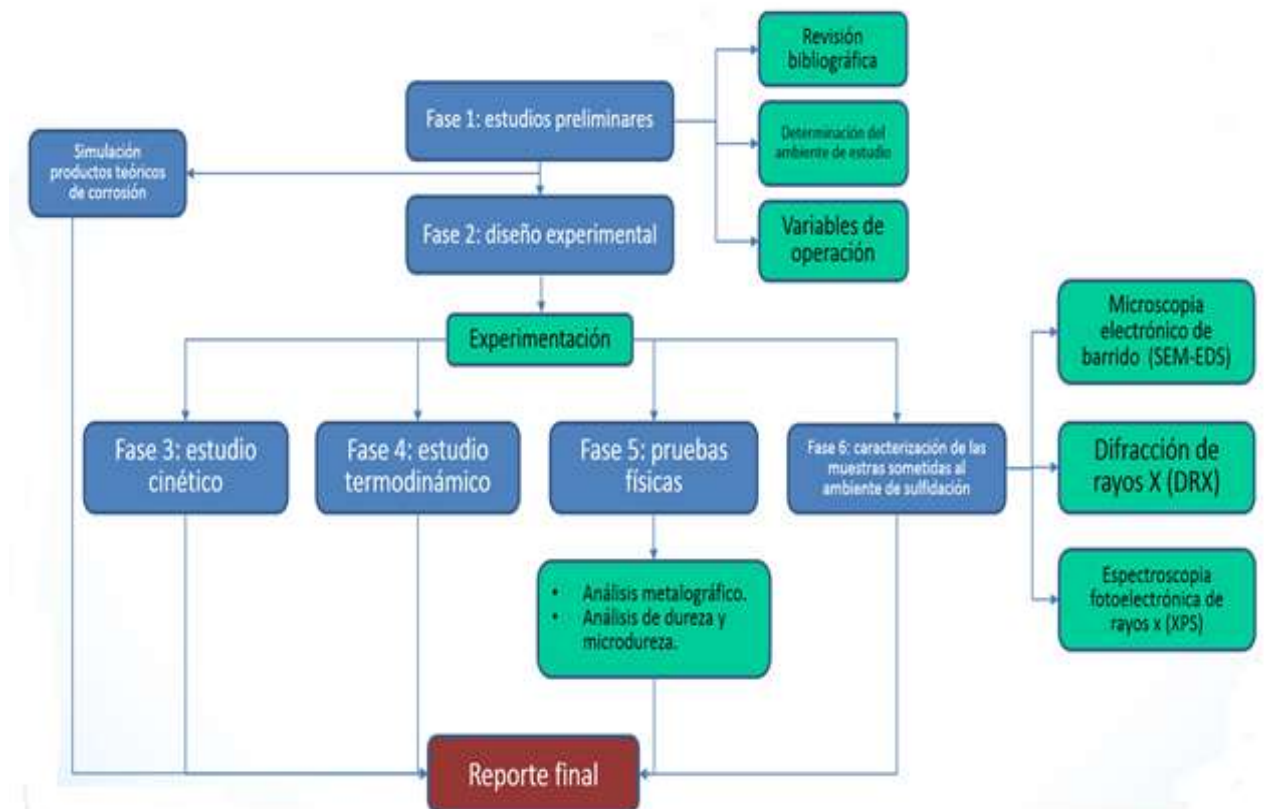 Revisión
bibliográfica
Fase 1: estudios preliminares
Determinación del
ambiente de estudio
Simulación
productos teóricos
de corrosión
Fase 2: diseño experimental
Variables de
operación
Experimentación
Microscopia
electrónico de
barrido (SEM-EDS)
Fase 3: estudio
cinético
Fase 4: estudio
termodinámico
Fase 5: pruebas
físicas
Fase 6: caracterización de las
muestras sometidas al
ambiente de sulfidación
Difracción de
rayos X (DRX)
• Análisis metalográfico.
• Análisis de dureza y
microdureza.
Espectroscopia
fotoelectrónica de
rayos x (XPS)
Reporte final